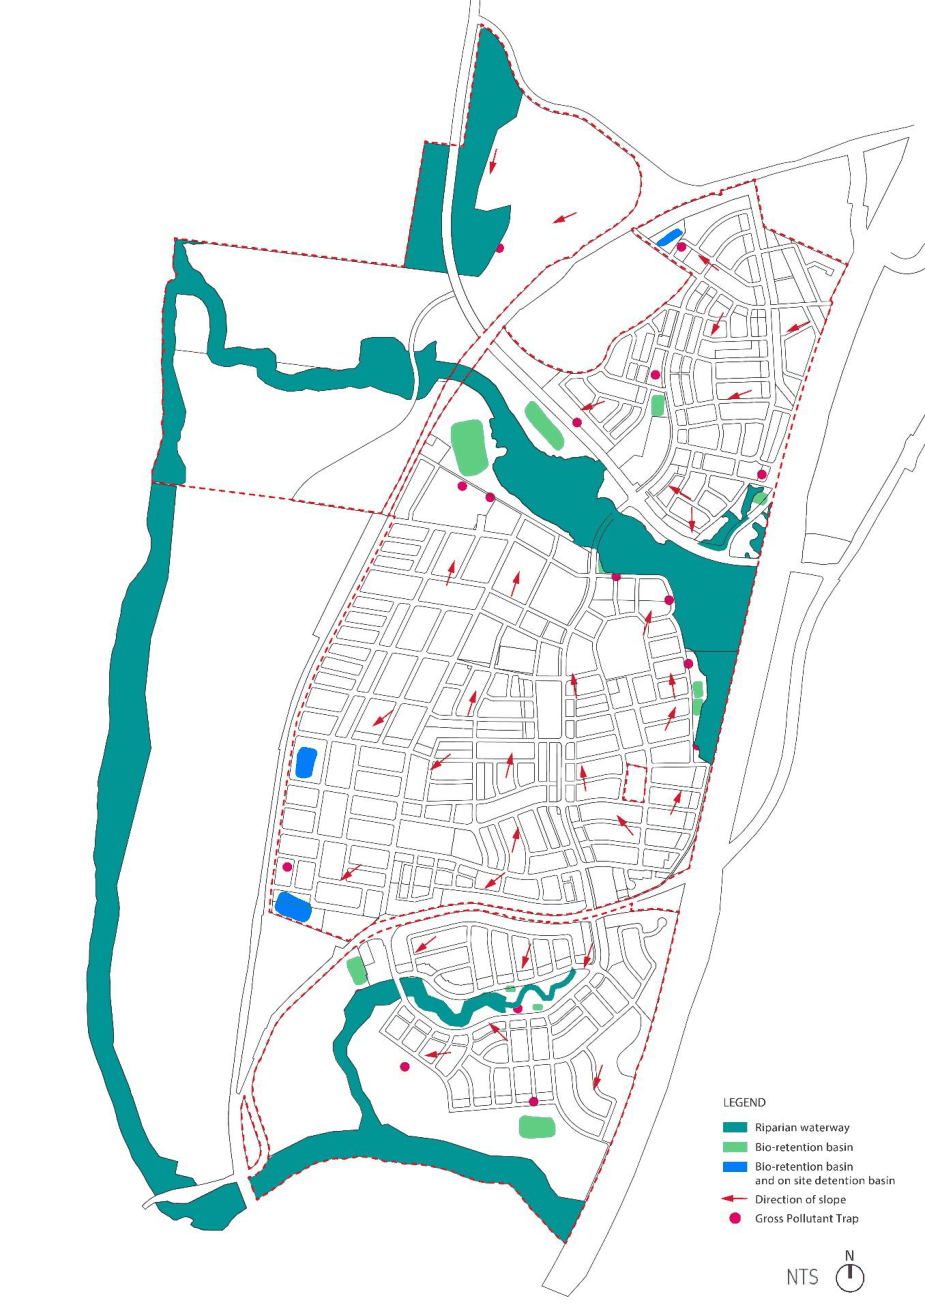 LEGEND
Riparian waterway
Bio-retention basin
Bio-retention basin
and on site detention basin
Direction of slope
Gross Pollutant Trap
N
NTS